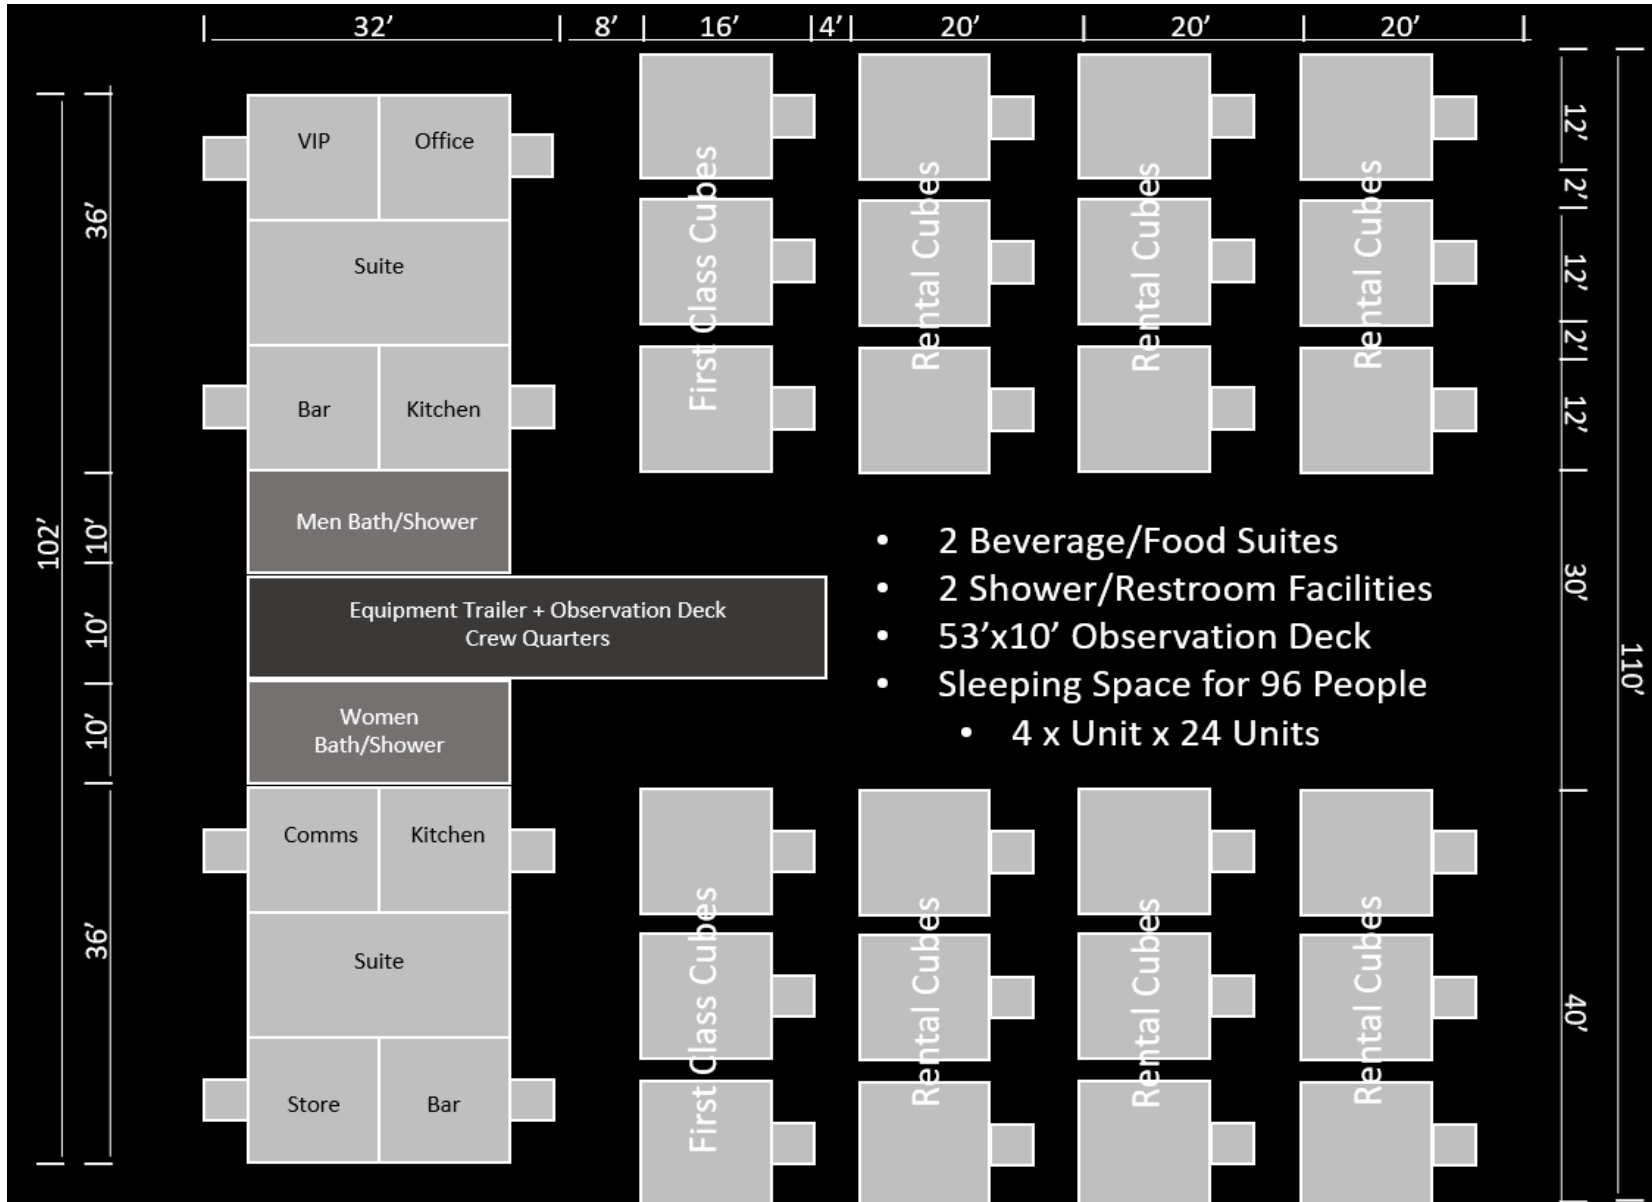 32’
8’
16’
4’
20’
20’
20’
VIP
Office
Suite
Bar
Kitchen
Men Bath/Shower
Equipment Trailer + Observation Deck
Crew Quarters
Women
Bath/Shower
Comms
Kitchen
Suite
Store
Bar
102’
36’
10’
10’
10’
36’
First Class Cubes
Rental Cubes
Rental Cubes
Rental Cubes
• 2 Beverage/Food Suites
• 2 Shower/Restroom Facilities
• 53’x10’ Observation Deck
• Sleeping Space for 96 People
• 4 x Unit x 24 Units
First Class Cubes
Rental Cubes
Rental Cubes
Rental Cubes
12’
2’
12’
2’
12’
30’
40’
110’